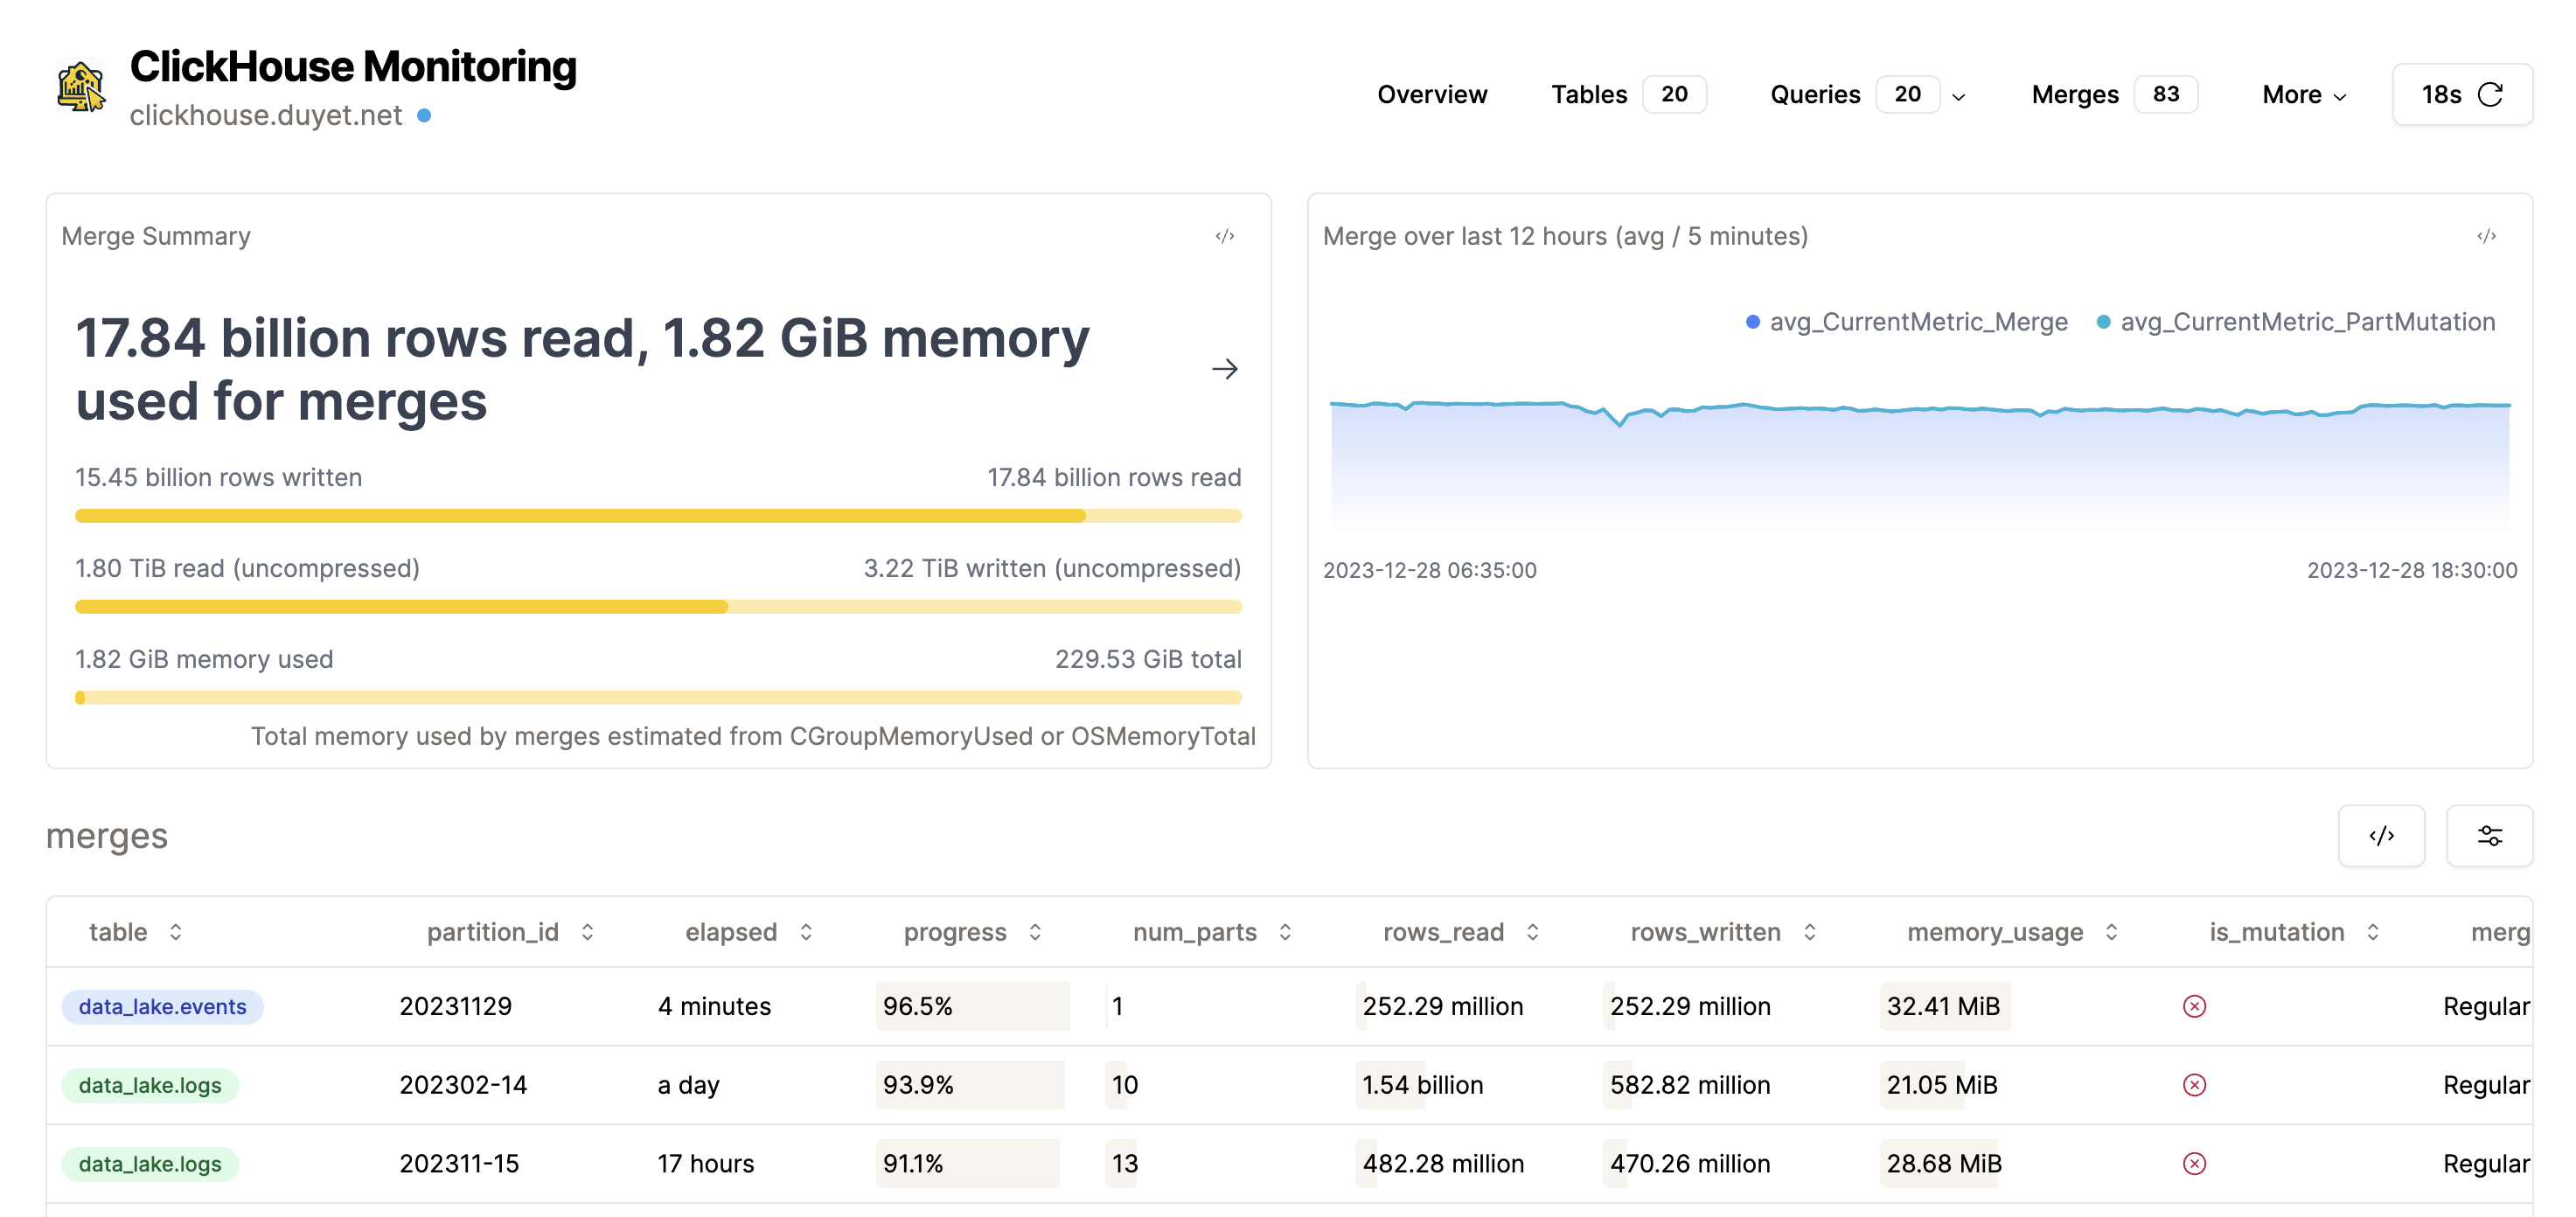 ClickHouse Monitoring
clickhouse.duyet.net
Overview Tables 20 Queries 20 Merges 83 More 18s
Merge Summary
17.84 billion rows read, 1.82 GiB memory
used for merges
15.45 billion rows written 17.84 billion rows read
1.80 TiB read (uncompressed) 3.22 TiB written (uncompressed)
1.82 GiB memory used 229.53 GiB total
Total memory used by merges estimated from CGroupMemoryUsed or OSMemoryTotal
Merge over last 12 hours (avg / 5 minutes)
avg_CurrentMetric_Merge avg_CurrentMetric_PartMutation
2023-12-28 06:35:00 2023-12-28 18:30:00
merges
table partition_id elapsed progress num_parts rows_read rows_written memory_usage is_mutation merg
data_lake.events 20231129 4 minutes 96.5% 1 252.29 million 252.29 million 32.41 MiB Regular
data_lake.logs 202302-14 a day 93.9% 10 1.54 billion 582.82 million 21.05 MiB Regular
data_lake.logs 202311-15 17 hours 91.1% 13 482.28 million 470.26 million 28.68 MiB Regular